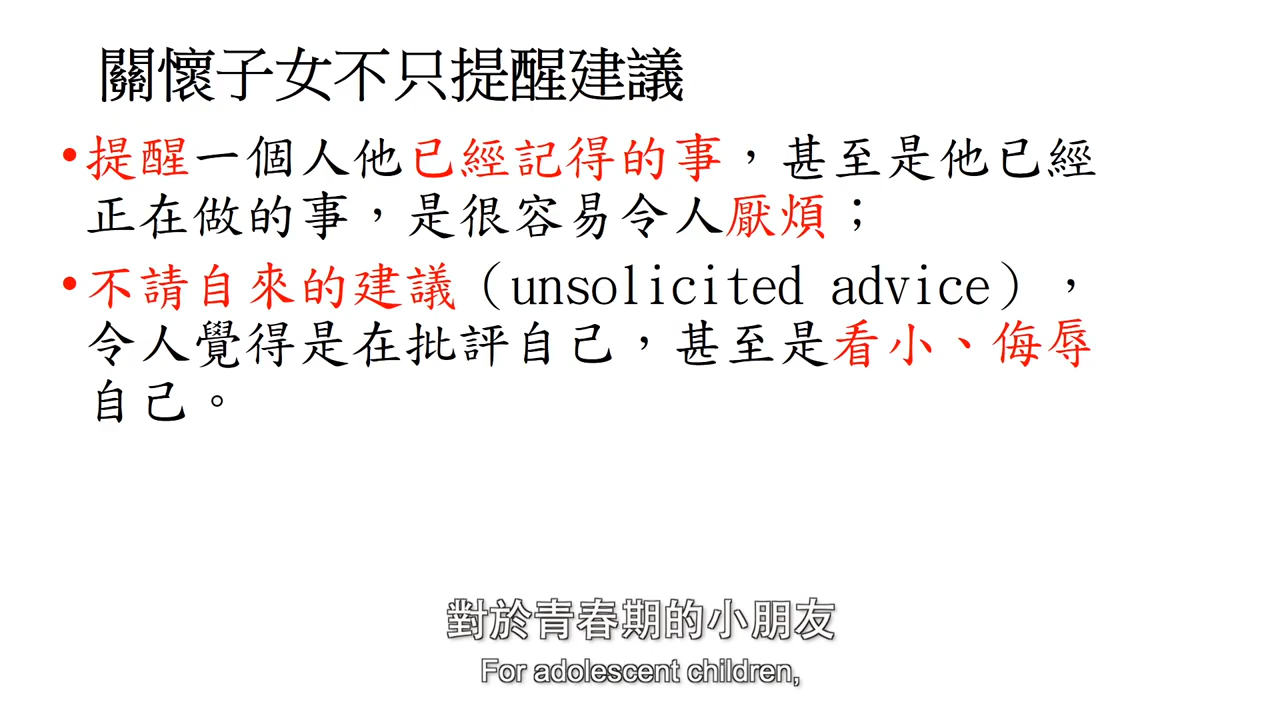 關懷子女不只提醒建議
•提醒一個人他已經記得的事，甚至是他已經
正在做的事，是很容易令人厭煩；
•不請自來的建議（unsolicited advice），
令人覺得是在批評自己，甚至是看小、侮辱
自己。
對於青春期的小朋友
For adolescent children,